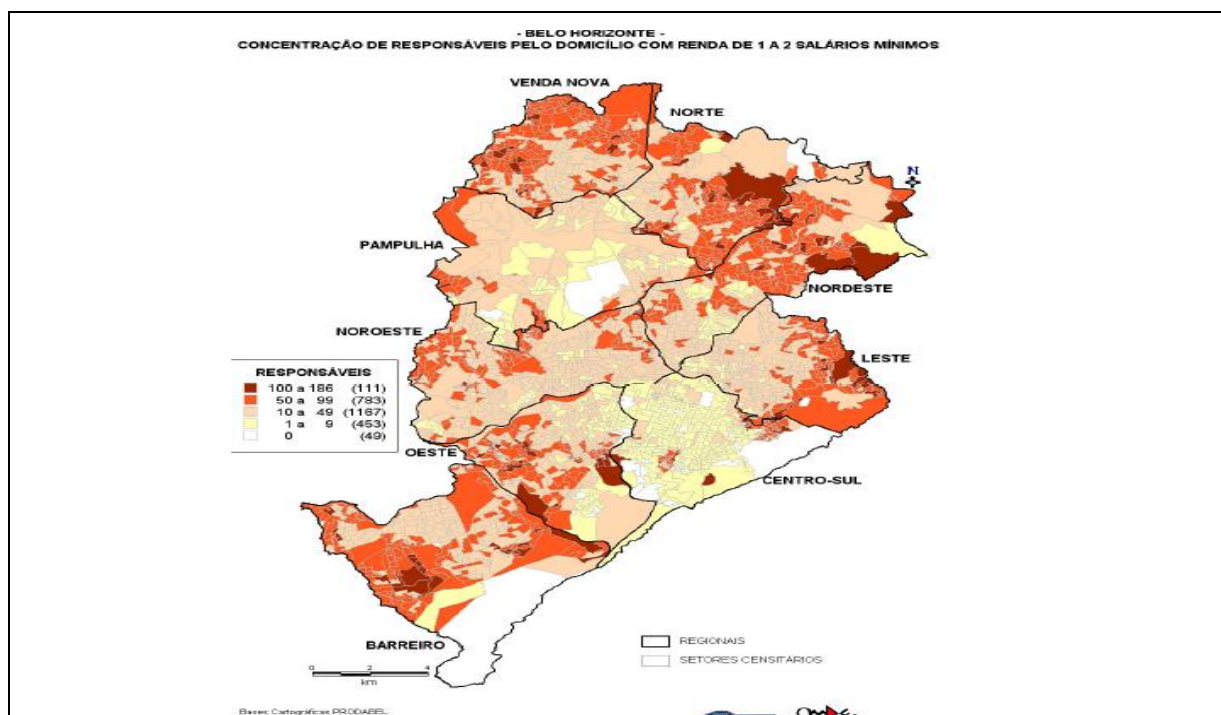 - BELO HORIZONTE -
CONCENTRAÇÃO DE RESPONSÁVEIS PELO DOMICÍLIO COM RENDA DE 1 A 2 SALÁRIOS MÍNIMOS
VENDA NOVA
NORTE
N
PAMPULHA
NORDESTE
NOROESTE
LESTE
RESPONSÁVEIS
100 a 186 (111)
50 a 99 (783)
10 a 49 (1167)
1 a 9 (453)
0 (49)
OESTE
CENTRO-SUL
BARREIRO
REGIONAIS
SETORES CENSITÁRIOS
0 2 4
km
Bases Cartográficas PRODABEL